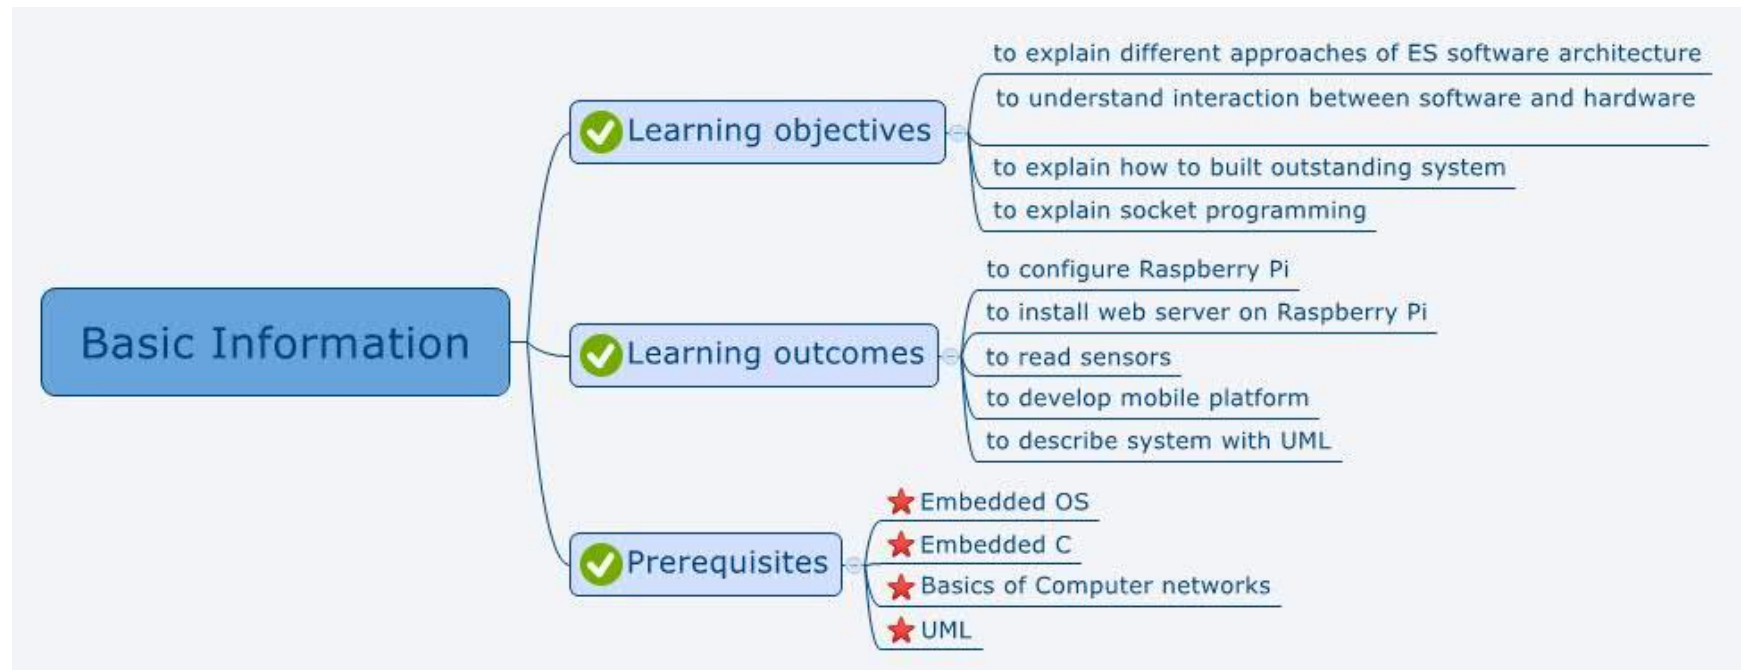 Basic Information
Learning objectives
to explain different approaches of ES software architecture
to understand interaction between software and hardware
to explain how to built outstanding system
to explain socket programming
Learning outcomes
to configure Raspberry Pi
to install web server on Raspberry Pi
to read sensors
to develop mobile platform
to describe system with UML
Prerequisites
Embedded OS
Embedded C
Basics of Computer networks
UML